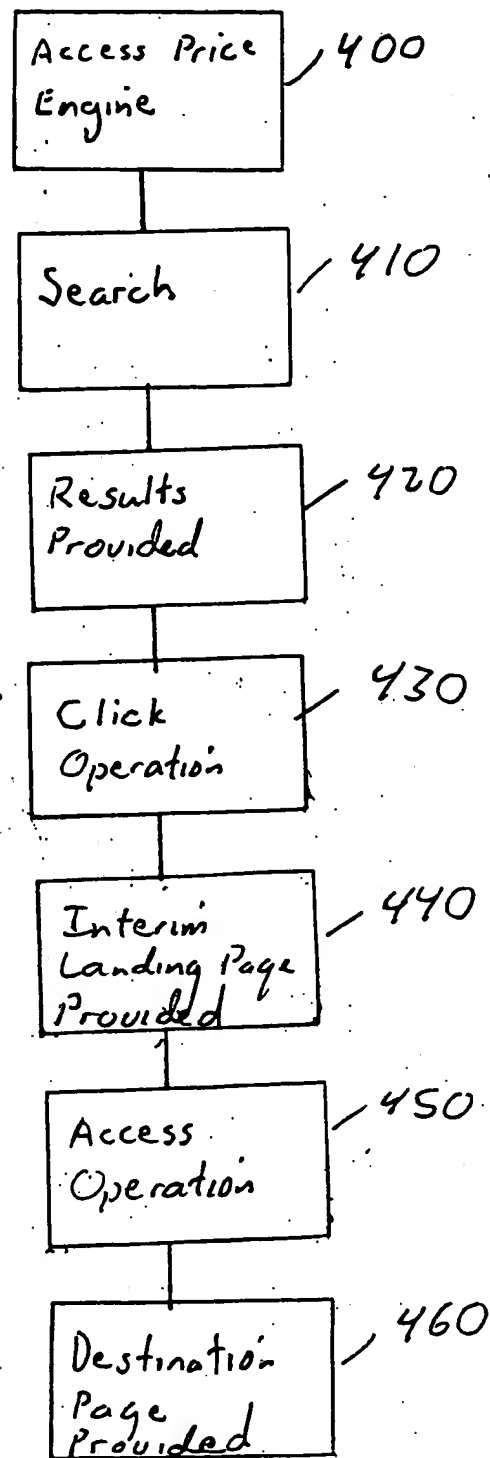 Access Price
Engine
400
Search
410
Results
Provided
420
Click
Operation
430
Interim
Landing Page
Provided
440
Access
Operation
450
Destination
Page
Provided
460